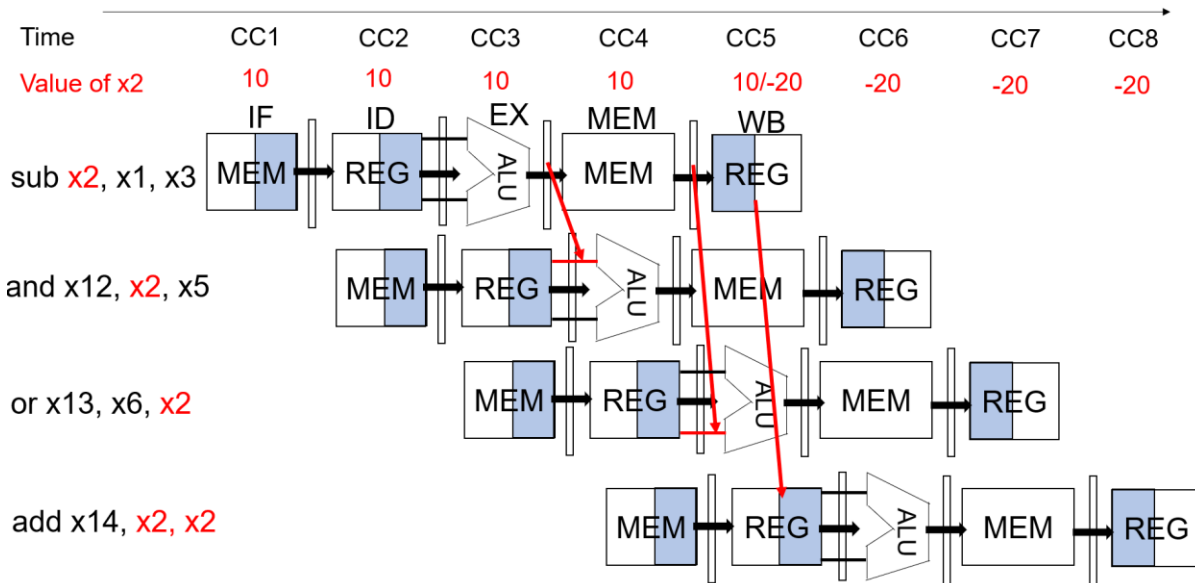 Time CC1 CC2 CC3 CC4 CC5 CC6 CC7 CC8
Value of x2 10 10 10 10 10/-20 -20 -20 -20
IF ID EX MEM WB
sub x2, x1, x3 MEM REG ALU MEM REG
and x12, x2, x5 MEM REG ALU MEM REG
or x13, x6, x2 MEM REG ALU MEM REG
add x14, x2, x2 MEM REG ALU MEM REG